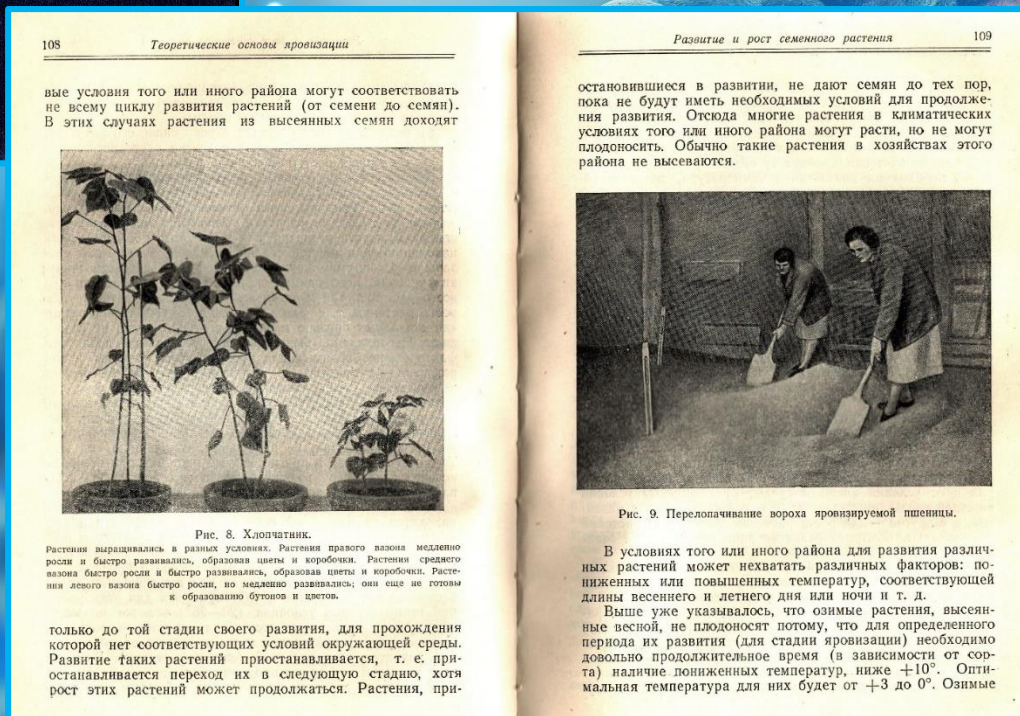 108
Теоретические основы яровизации
вые условия того или иного района могут соответствовать
не всему циклу развития растений (от семени до семян).
В этих случаях растения из высеянных семян доходят
Рис. 8. Хлопчатник.
Растения выращивались в разных условиях. Растения правого вазона медленно
росли и быстро развивались, образовав цветы и коробочки. Растения среднего
вазона быстро росли и быстро развивались, образовав цветы и коробочки. Расте-
ния левого вазона быстро росли, но медленно развивались; они еще не готовы
к образованию бутонов и цветов.
только до той стадии своего развития, для прохождения
которой нет соответствующих условий окружающей среды.
Развитие таких растений приостанавливается, т. е. при-
останавливается переход их в следующую стадию, хотя
рост этих растений может продолжаться. Растения, при-
Развитие и рост семенного растения
109
остановившиеся в развитии, не дают семян до тех пор,
пока не будут иметь необходимых условий для продолже-
ния развития. Отсюда многие растения в климатических
условиях того или иного района могут расти, но не могут
плодоносить. Обычно такие растения в хозяйствах этого
района не высеваются.
Рис. 9. Перелопачивание вороха яровизируемой пшеницы.
В условиях того или иного района для развития различ-
ных растений может нехватать различных факторов: по-
ниженных или повышенных температур, соответствующей
длины весеннего и летнего дня или ночи и т. д.
Выше уже указывалось, что озимые растения, высеян-
ные весной, не плодоносят потому, что для определенного
периода их развития (для стадии яровизации) необходимо
довольно продолжительное время (в зависимости от сор-
та) наличие пониженных температур, ниже +10°. Опти-
мальная температура для них будет от +3 до 0°. Озимые